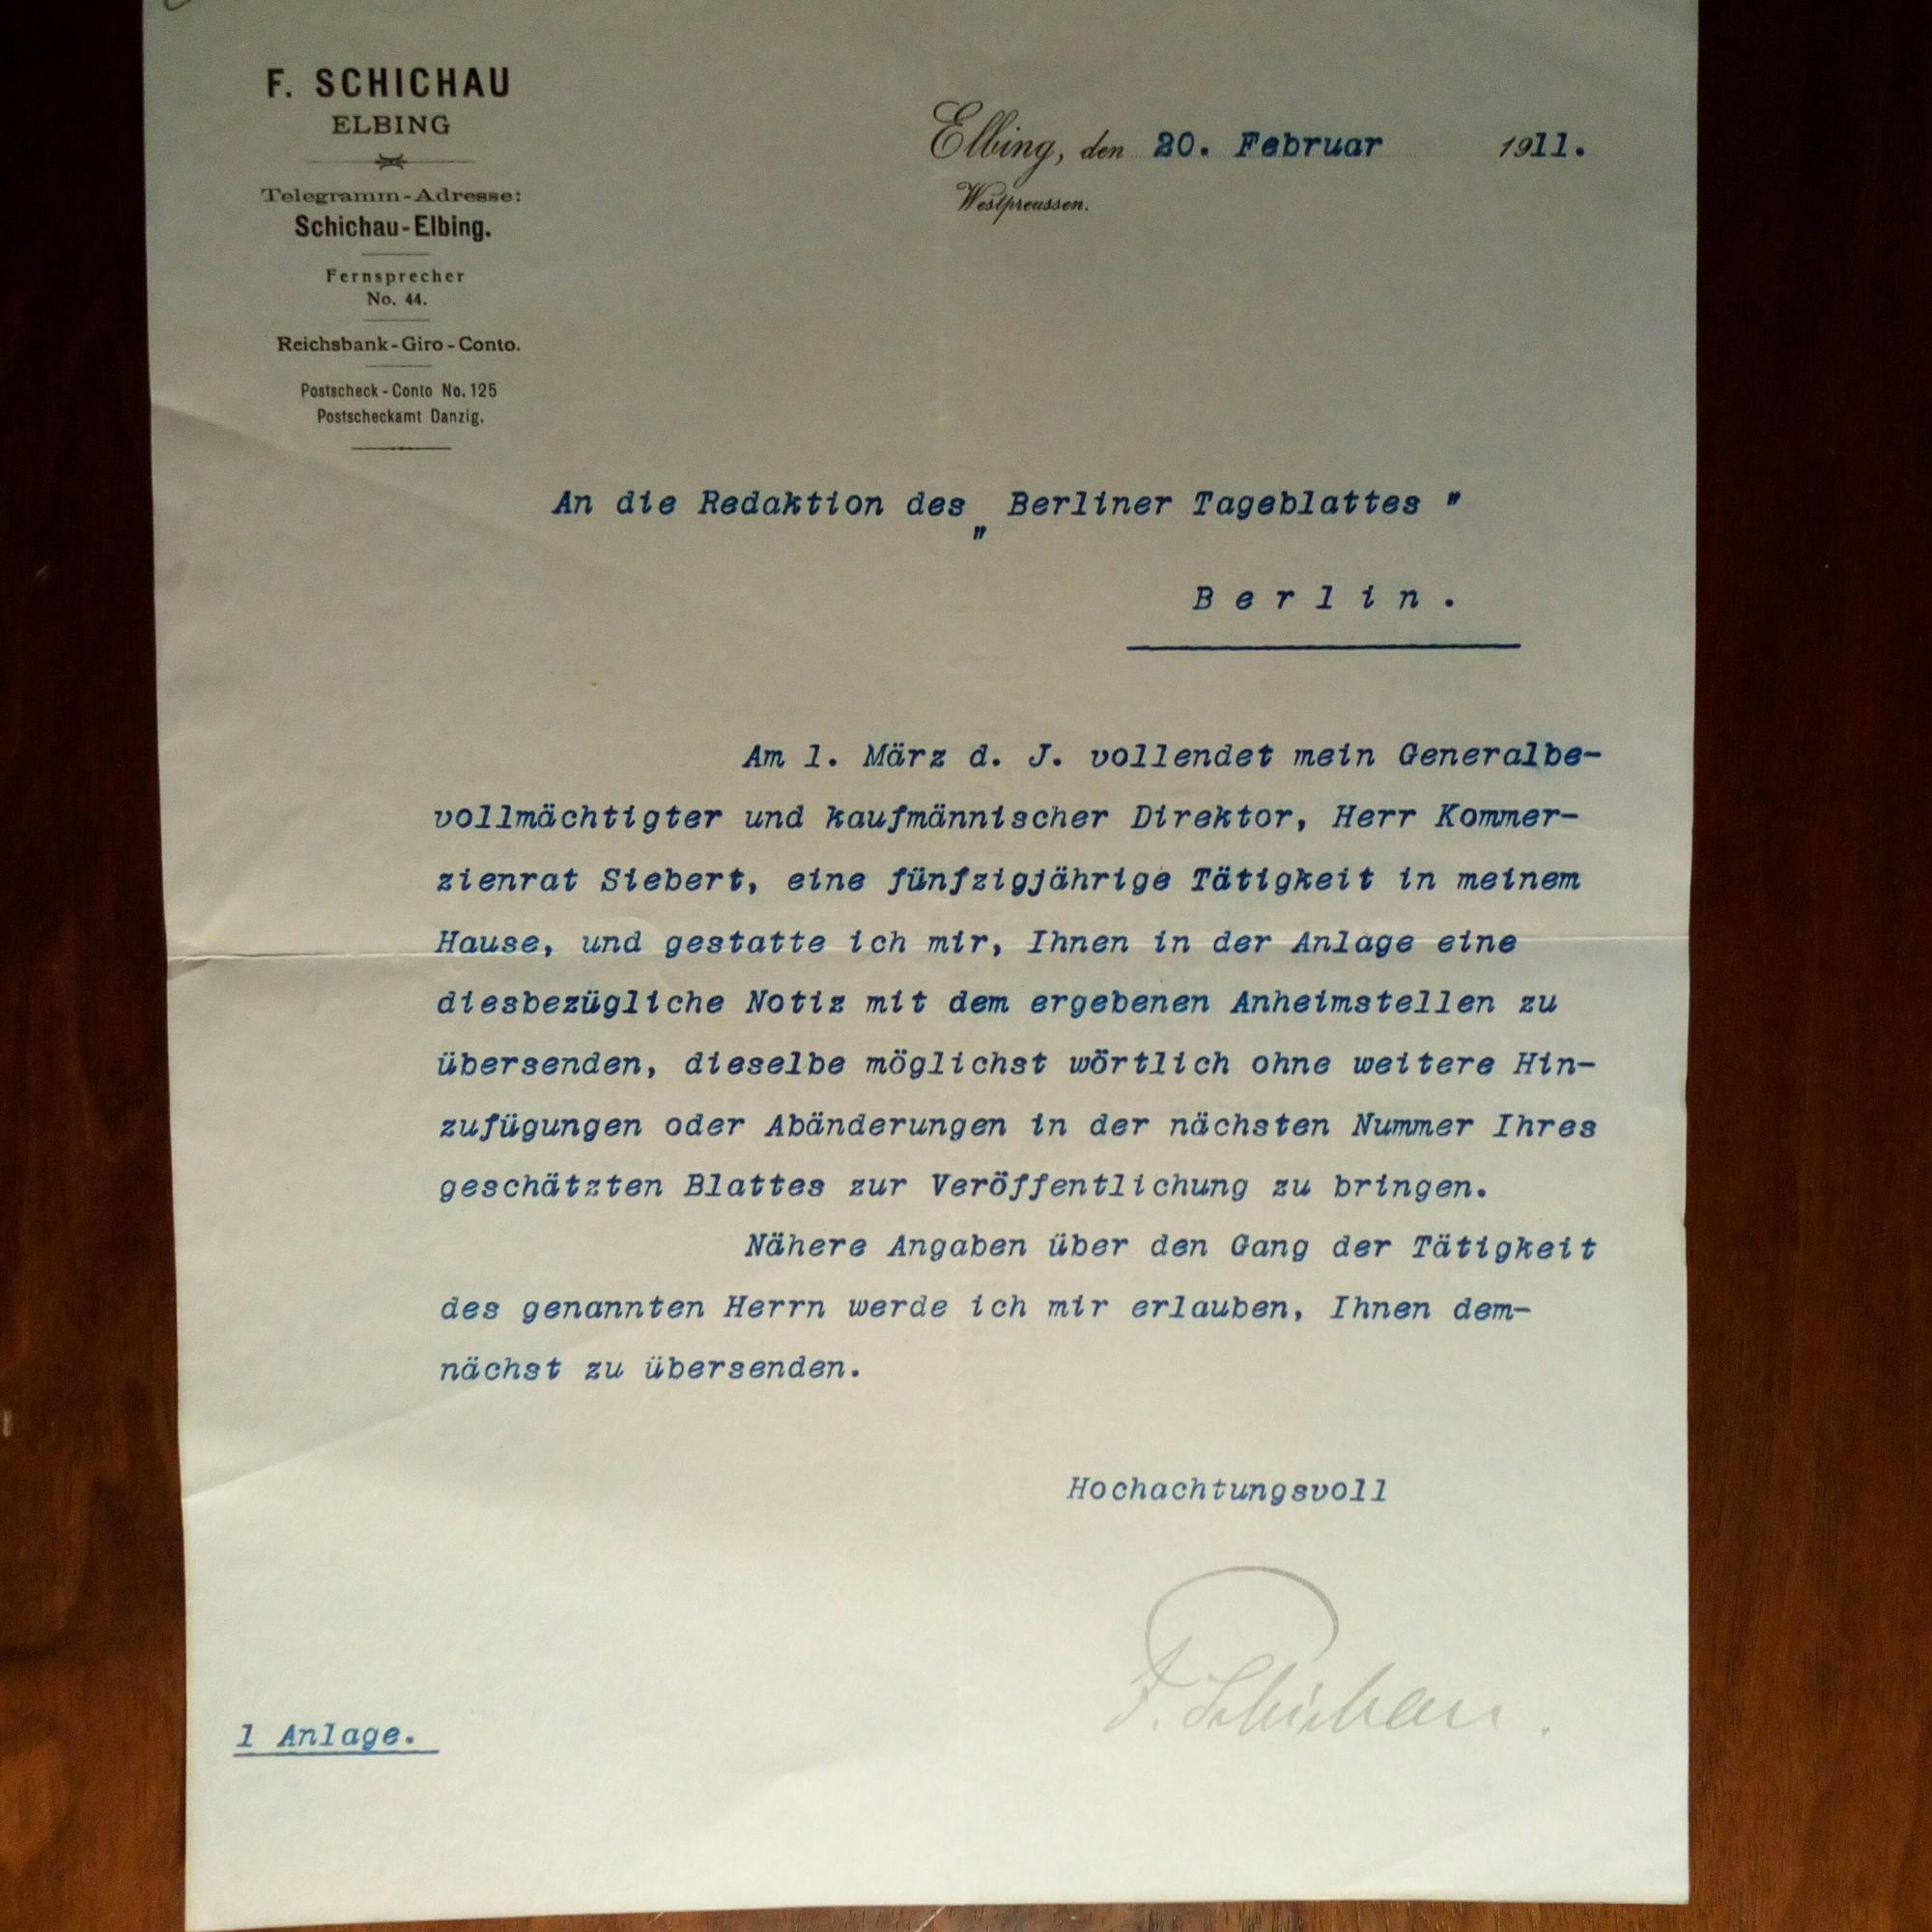 F. SCHICHAU
ELBING
Telegramm-Adresse:
Schichau-Elbing.
Fernsprecher
No. 44.
Reichsbank-Giro-Conto.
Postscheck-Conto No. 125
Postscheckamt Danzig.
Elbing, den 20. Februar 1911.
Westpreussen.
An die Redaktion des „ Berliner Tageblattes "
Berlin.
Am 1. März d. J. vollendet mein Generalbe-
vollmächtigter und kaufmännischer Direktor, Herr Kommer-
zienrat Siebert, eine fünfzigjährige Tätigkeit in meinem
Hause, und gestatte ich mir, Ihnen in der Anlage eine
diesbezügliche Notiz mit dem ergebenen Anheimstellen zu
übersenden, dieselbe möglichst wörtlich ohne weitere Hin-
zufügungen oder Abänderungen in der nächsten Nummer Ihres
geschätzten Blattes zur Veröffentlichung zu bringen.
Nähere Angaben über den Gang der Tätigkeit
des genannten Herrn werde ich mir erlauben, Ihnen dem-
nächst zu übersenden.
Hochachtungsvoll
F. Schichau.
1 Anlage.